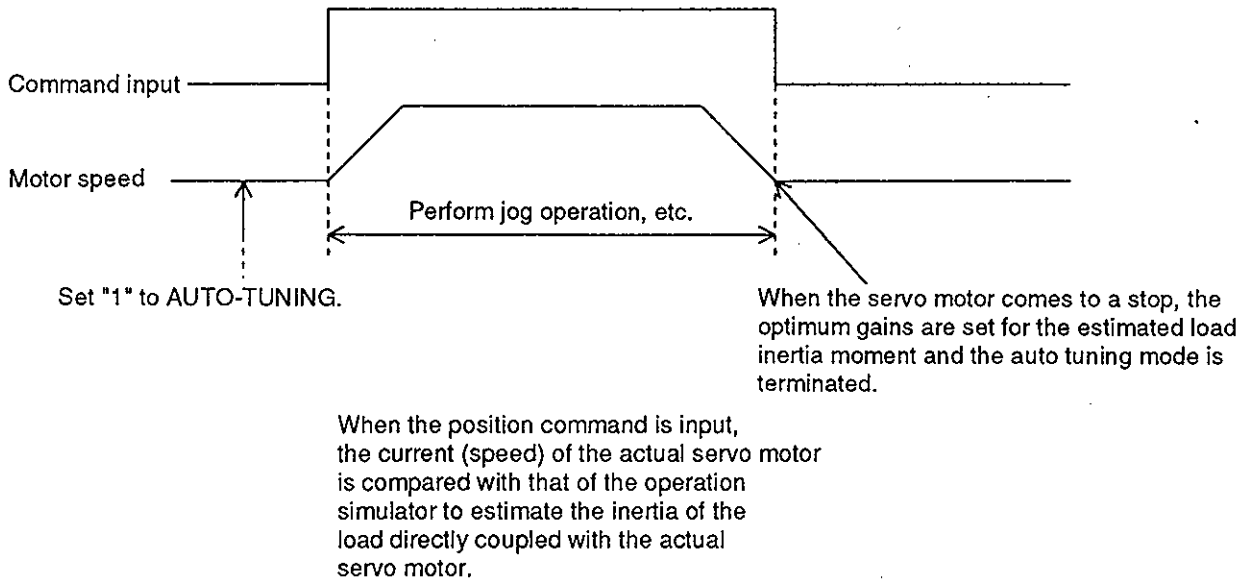 Command input
Motor speed
Perform jog operation, etc.
Set "1" to AUTO-TUNING.
When the servo motor comes to a stop, the
optimum gains are set for the estimated load
inertia moment and the auto tuning mode is
terminated.
When the position command is input,
the current (speed) of the actual servo motor
is compared with that of the operation
simulator to estimate the inertia of the
load directly coupled with the actual
servo motor.